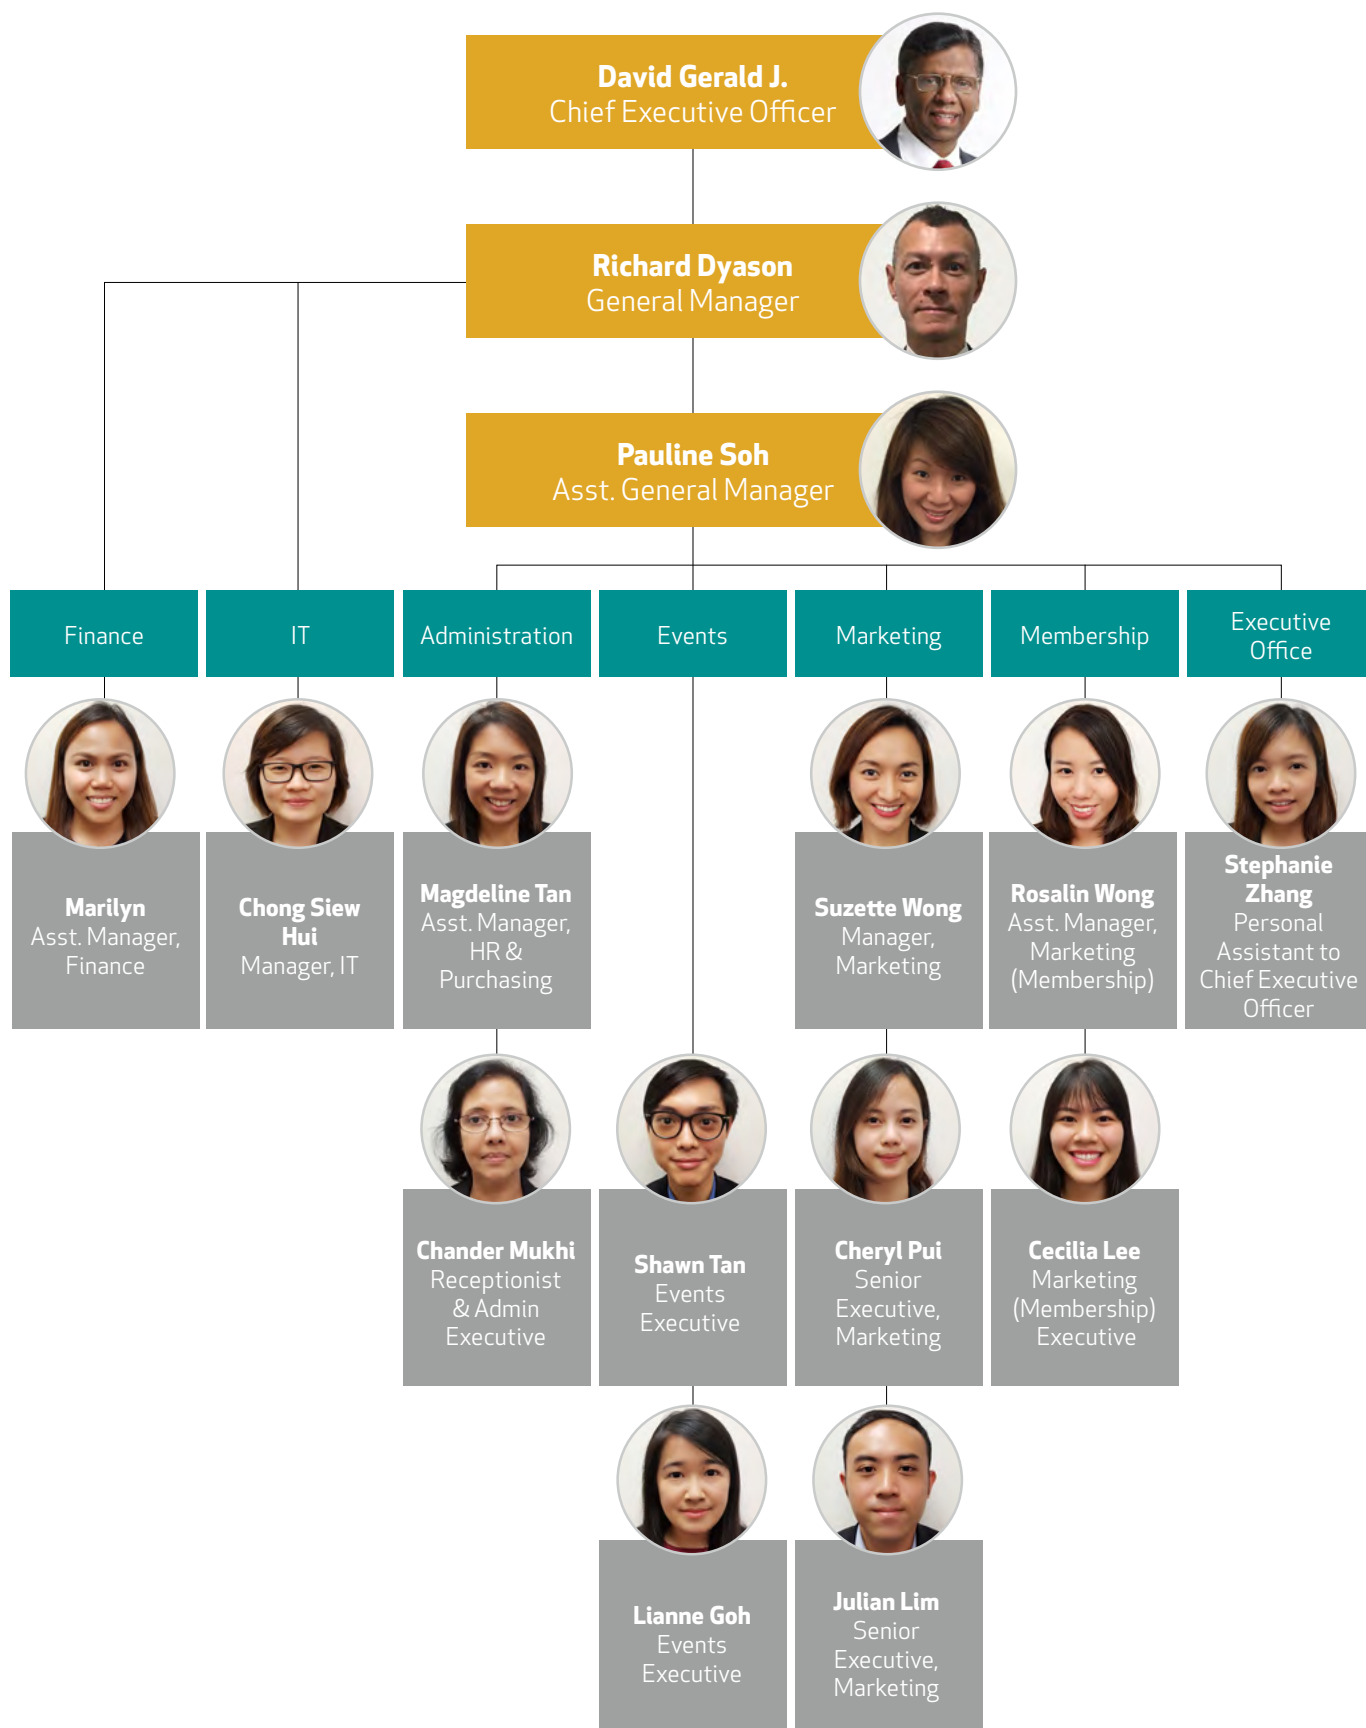 David Gerald J.
Chief Executive Officer
Richard Dyason
General Manager
Pauline Soh
Asst. General Manager
Finance
IT
Administration
Events
Marketing
Membership
Executive
Office
Marilyn
Asst. Manager,
Finance
Chong Siew
Hui
Manager, IT
Magdeline Tan
Asst. Manager,
HR &
Purchasing
Suzette Wong
Manager,
Marketing
Rosalin Wong
Asst. Manager,
Marketing
(Membership)
Stephanie
Zhang
Personal
Assistant to
Chief Executive
Officer
Chander Mukhi
Receptionist
& Admin
Executive
Shawn Tan
Events
Executive
Cheryl Pui
Senior
Executive,
Marketing
Cecilia Lee
Marketing
(Membership)
Executive
Lianne Goh
Events
Executive
Julian Lim
Senior
Executive,
Marketing